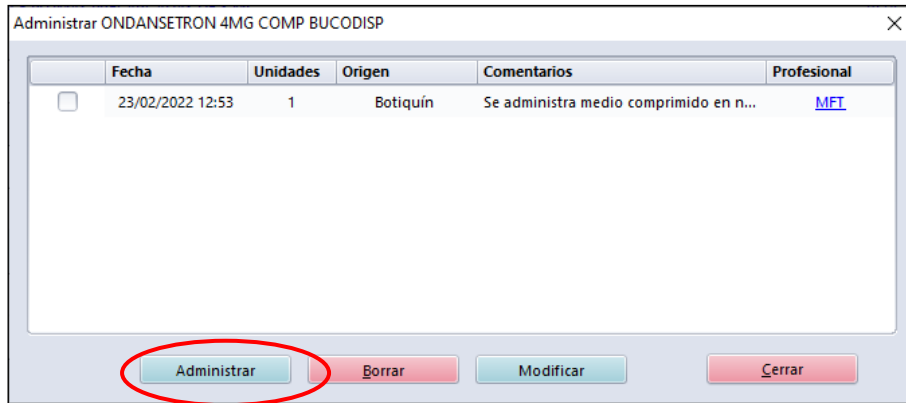 Administrar ONDANSETRON 4MG COMP BUCODISP
Fecha Unidades Origen Comentarios Profesional
23/02/2022 12:53 1 Botiquín Se administra medio comprimido en n... MFT
Administrar Borrar Modificar Cerrar